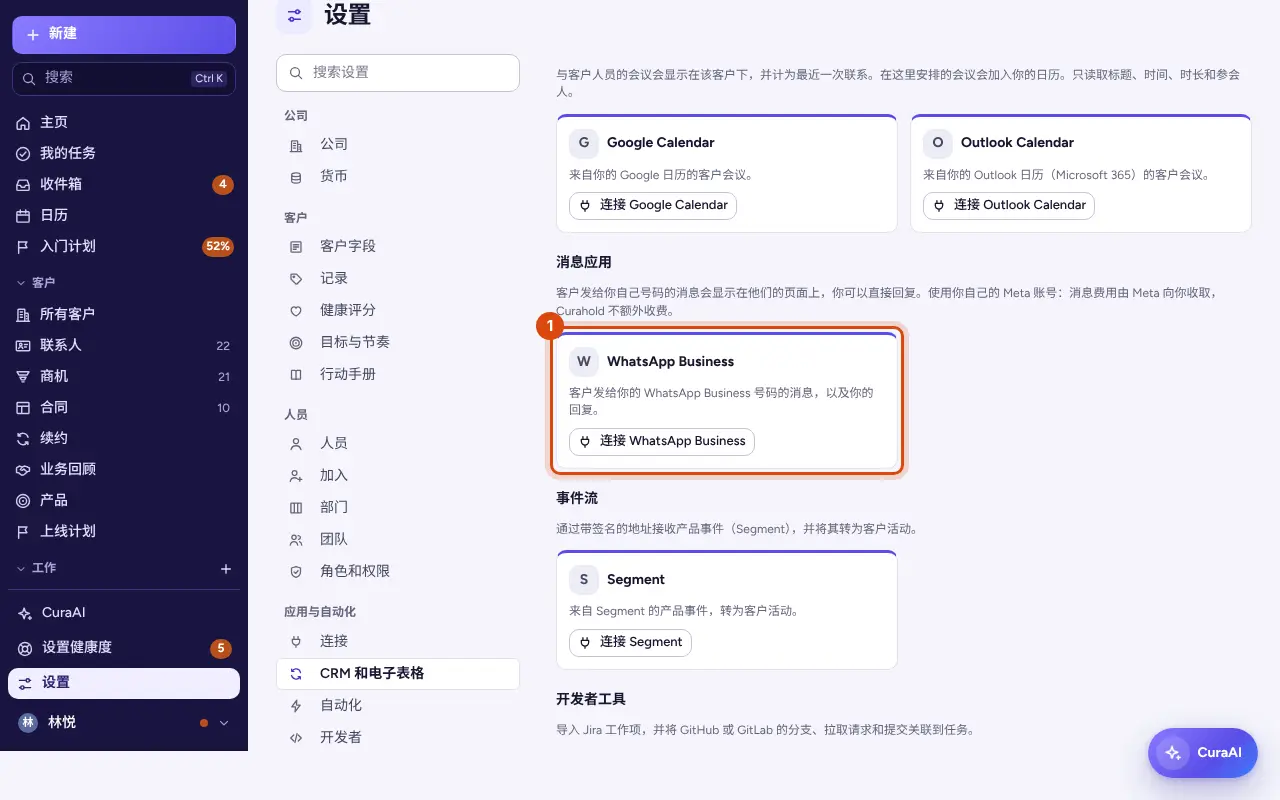 新建
搜索
Ctrl K
主页
我的任务
收件箱
4
日历
入门计划
52%
客户
所有客户
联系人
22
商机
21
合同
10
续约
业务回顾
产品
上线计划
工作
CuraAI
设置健康度
5
设置
林
林悦
设置
搜索设置
公司
公司
货币
客户
客户字段
记录
健康评分
目标与节奏
行动手册
人员
人员
加入
部门
团队
角色和权限
应用与自动化
连接
CRM 和电子表格
自动化
开发者
与客户人员的会议会显示在该客户下，并计为最近一次联系。在这里安排的会议会加入你的日历。只读取标题、时间、时长和参会
人。
G
Google Calendar
来自你的 Google 日历的客户会议。
连接 Google Calendar
O
Outlook Calendar
来自你的 Outlook 日历（Microsoft 365）的客户会议。
连接 Outlook Calendar
消息应用
客户发给你自己号码的消息会显示在他们的页面上，你可以直接回复。使用你自己的 Meta 账号：消息费用由 Meta 向你收取，
Curahold 不额外收费。
1
W
WhatsApp Business
客户发给你的 WhatsApp Business 号码的消息，以及你的
回复。
连接 WhatsApp Business
事件流
通过带签名的地址接收产品事件（Segment），并将其转为客户活动。
S
Segment
来自 Segment 的产品事件，转为客户活动。
连接 Segment
开发者工具
导入 Jira 工作项，并将 GitHub 或 GitLab 的分支、拉取请求和提交关联到任务。
CuraAI